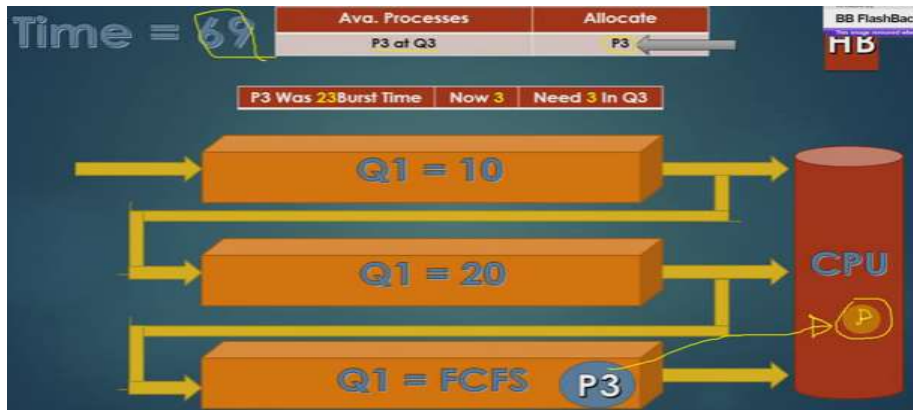 Time = 69
Ava. Processes Allocate
P3 at Q3 P3
BB FlashBac
HB
P3 Was 23Burst Time Now 3 Need 3 In Q3
Q1 = 10
Q1 = 20
CPU
P
Q1 = FCFS P3